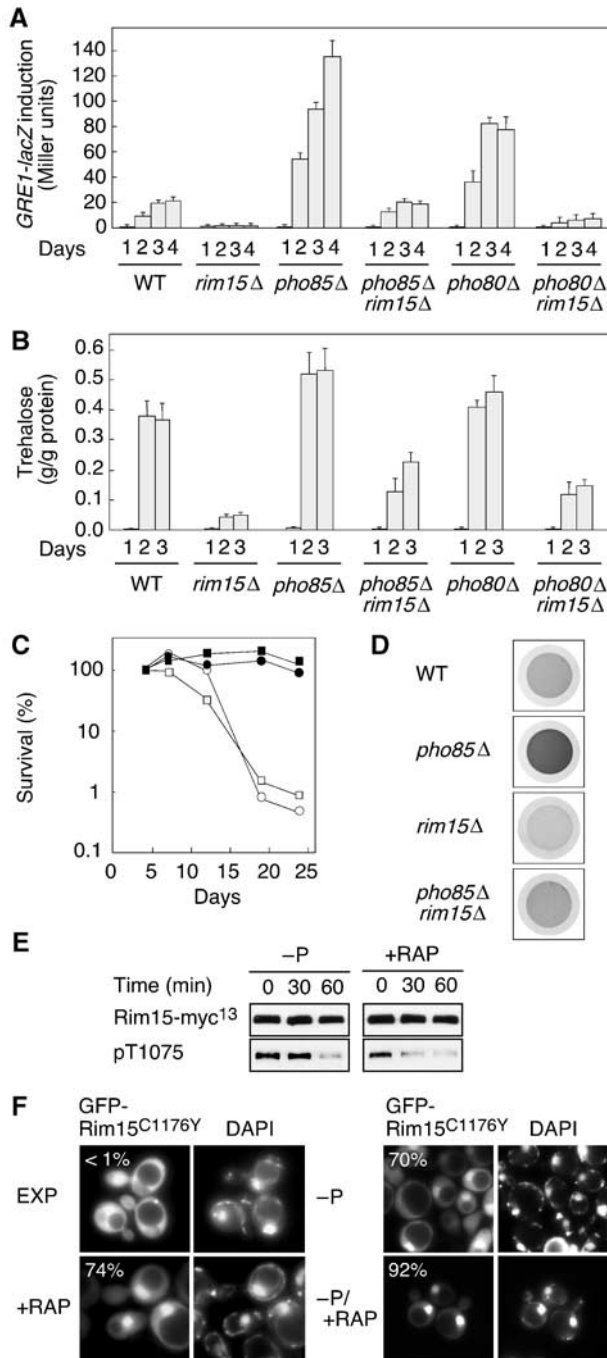 A
GRE1-lacZ induction
(Miller units)
140
120
100
80
60
40
20
0
Days 1 2 3 4 1 2 3 4 1 2 3 4 1 2 3 4 1 2 3 4 1 2 3 4
WT rim15Δ pho85Δ pho85Δ rim15Δ pho80Δ pho80Δ rim15Δ
B
Trehalose
(g/g protein)
0.6
0.5
0.4
0.3
0.2
0.1
0.0
Days 1 2 3 1 2 3 1 2 3 1 2 3 1 2 3 1 2 3
WT rim15Δ pho85Δ pho85Δ rim15Δ pho80Δ pho80Δ rim15Δ
C
Survival (%)
100
10
1
0.1
0 5 10 15 20 25
Days
D
WT
pho85Δ
rim15Δ
pho85Δ
rim15Δ
E
–P +RAP
Time (min) 0 30 60 0 30 60
Rim15-myc¹³
pT1075
F
GFP-
Rim15ᶜ¹¹⁷⁶ʸ DAPI
EXP
< 1%
+RAP
74%
GFP-
Rim15ᶜ¹¹⁷⁶ʸ DAPI
–P
70%
–P/
+RAP
92%